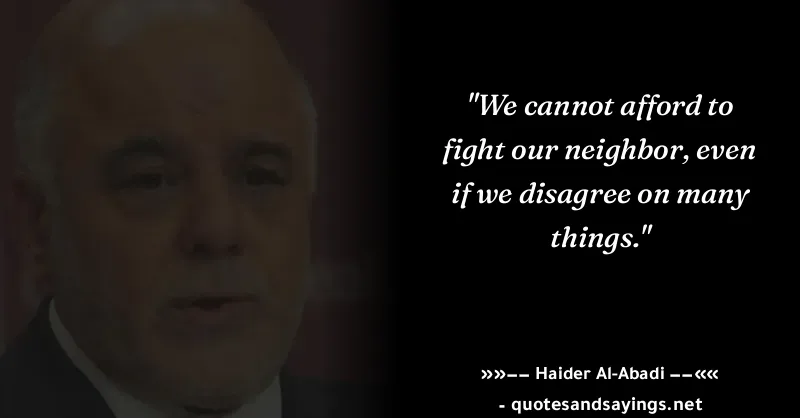 "We cannot afford to
fight our neighbor, even
if we disagree on many
things."
»»−− Haider Al-Abadi −−««
- quotesandsayings.net